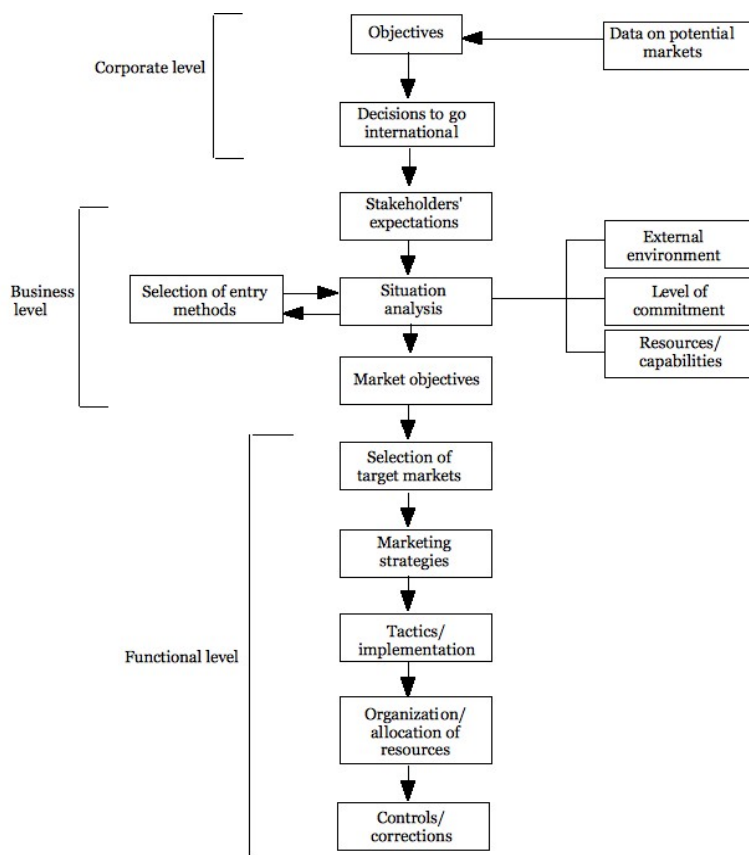 Objectives
Data on potential
markets
Corporate level
Decisions to go
international
Stakeholders'
expectations
External
environment
Business
level
Selection of entry
methods
Situation
analysis
Level of
commitment
Resources/
capabilities
Market objectives
Selection of
target markets
Marketing
strategies
Functional level
Tactics/
implementation
Organization/
allocation of
resources
Controls/
corrections